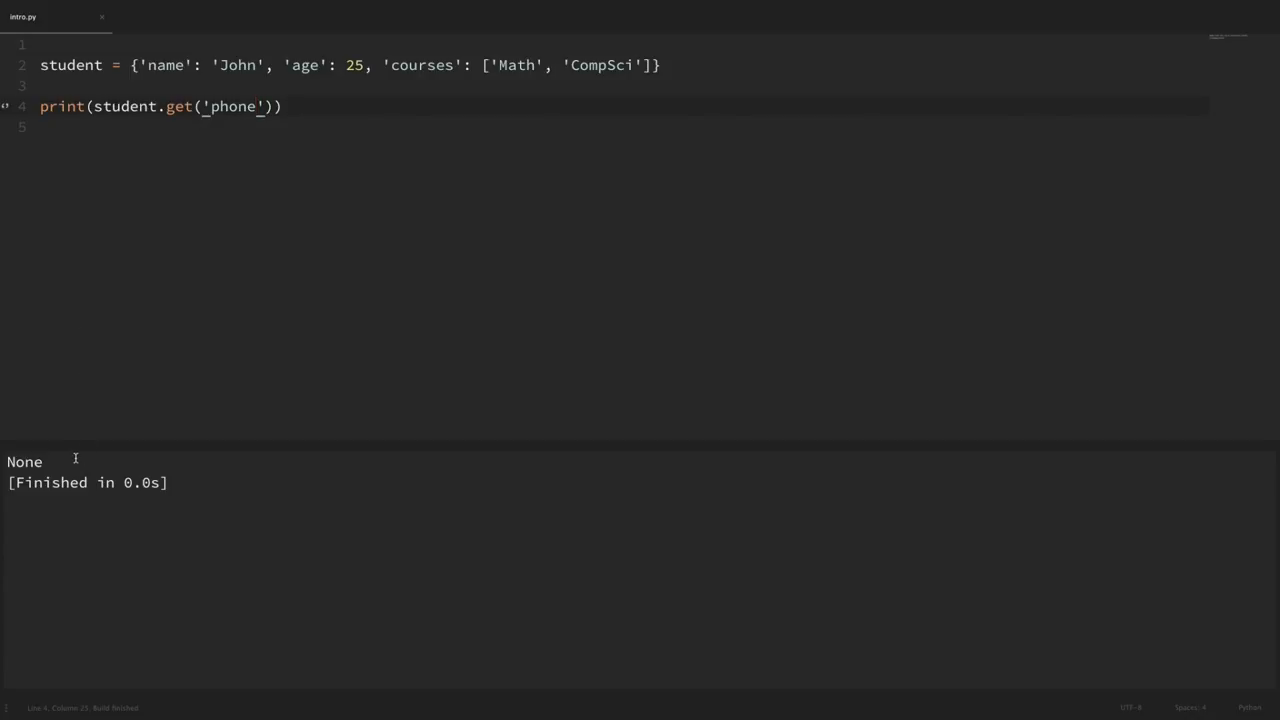 intro.py ×
1
2 student = {'name': 'John', 'age': 25, 'courses': ['Math', 'CompSci']}
3
4 print(student.get('phone'))
5
None
[Finished in 0.0s]
Line 4, Column 25, Build finished UTF-8 Spaces: 4 Python